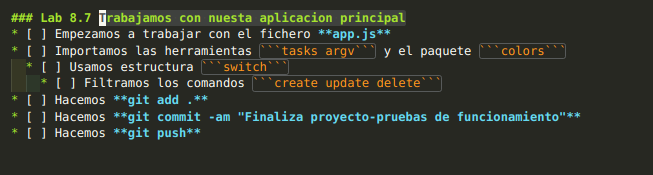 ### Lab 8.7 Trabajamos con nuesta aplicacion principal
* [ ] Empezamos a trabajar con el fichero **app.js**
* [ ] Importamos las herramientas ```tasks argv``` y el paquete ```colors```
* [ ] Usamos estructura ```switch```
* [ ] Filtramos los comandos ```create update delete```
* [ ] Hacemos **git add .**
* [ ] Hacemos **git commit -am "Finaliza proyecto-pruebas de funcionamiento"**
* [ ] Hacemos **git push**